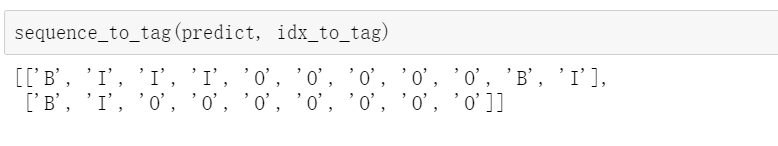 sequence_to_tag(predict, idx_to_tag)
[['B', 'I', 'I', 'I', 'O', 'O', 'O', 'O', 'O', 'B', 'I'],
['B', 'I', 'O', 'O', 'O', 'O', 'O', 'O', 'O']]